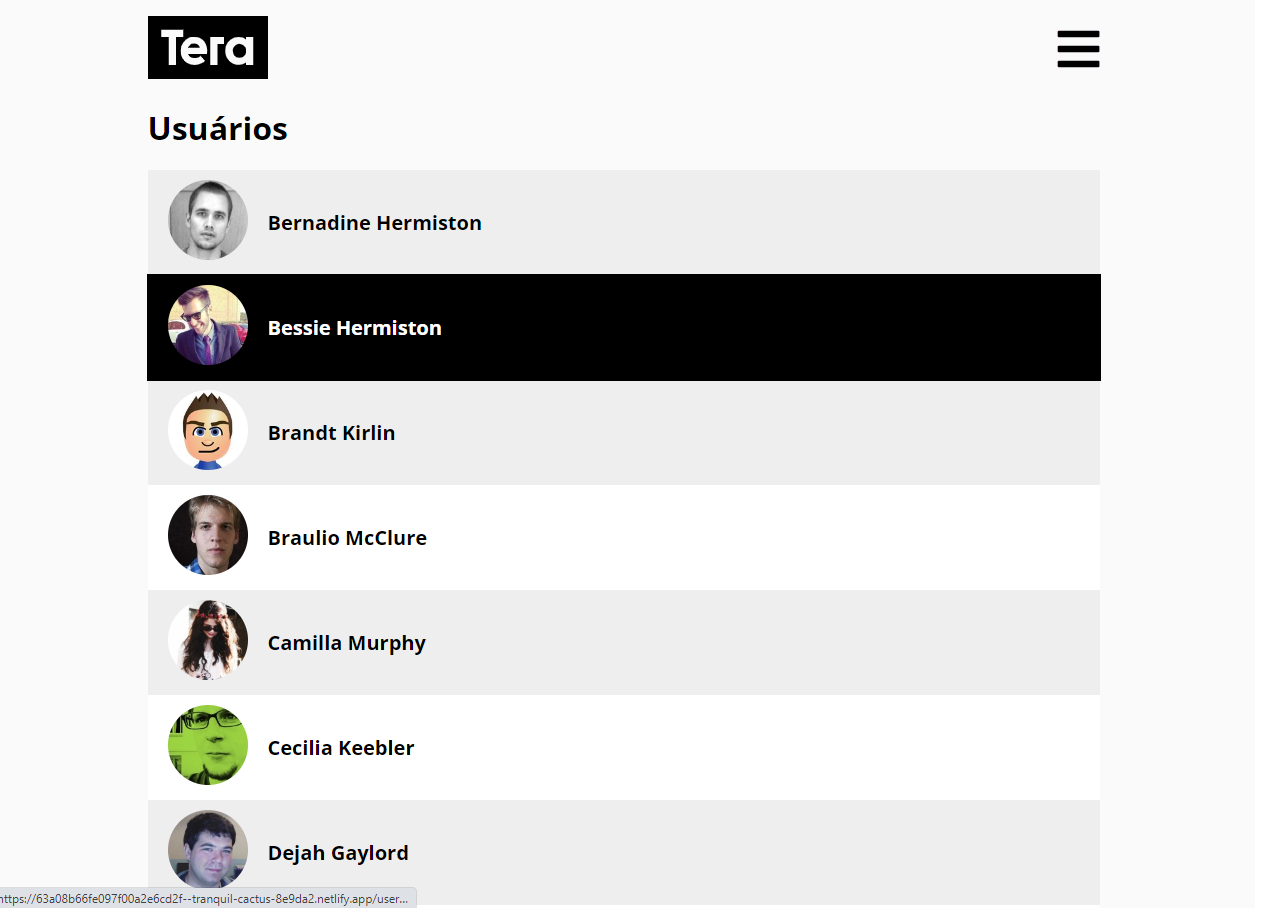 Tera
Usuários
Bernadine Hermiston
Bessie Hermiston
Brandt Kirlin
Braulio McClure
Camilla Murphy
Cecilia Keebler
Dejah Gaylord
https://63a08b66fe097f00a2e6cd2f--tranquil-cactus-8e9da2.netlify.app/user...